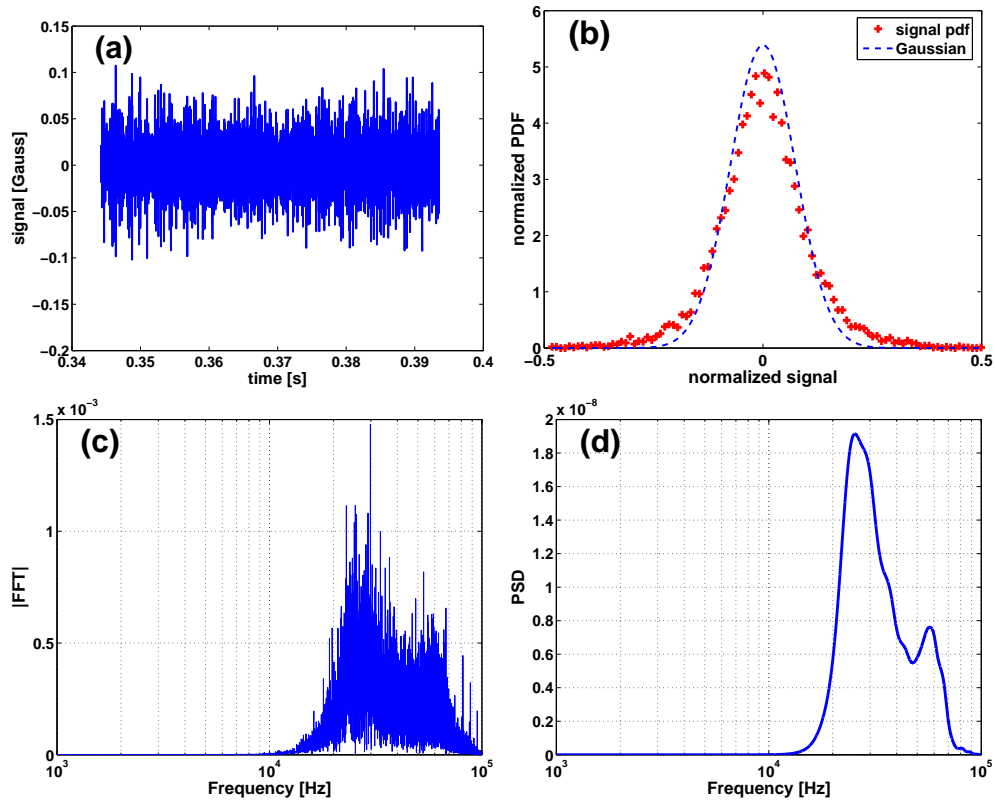 (a)
signal [Gauss]
0.15
0.1
0.05
0
−0.05
−0.1
−0.15
−0.2
0.34
0.35
0.36
0.37
0.38
0.39
0.4
time [s]
(b)
signal pdf
Gaussian
normalized PDF
6
5
4
3
2
1
0
−0.5
0
0.5
normalized signal
x 10−3
(c)
|FFT|
1.5
1
0.5
0
10^3
10^4
10^5
Frequency [Hz]
x 10−8
(d)
PSD
2
1.8
1.6
1.4
1.2
1
0.8
0.6
0.4
0.2
0
10^3
10^4
10^5
Frequency [Hz]